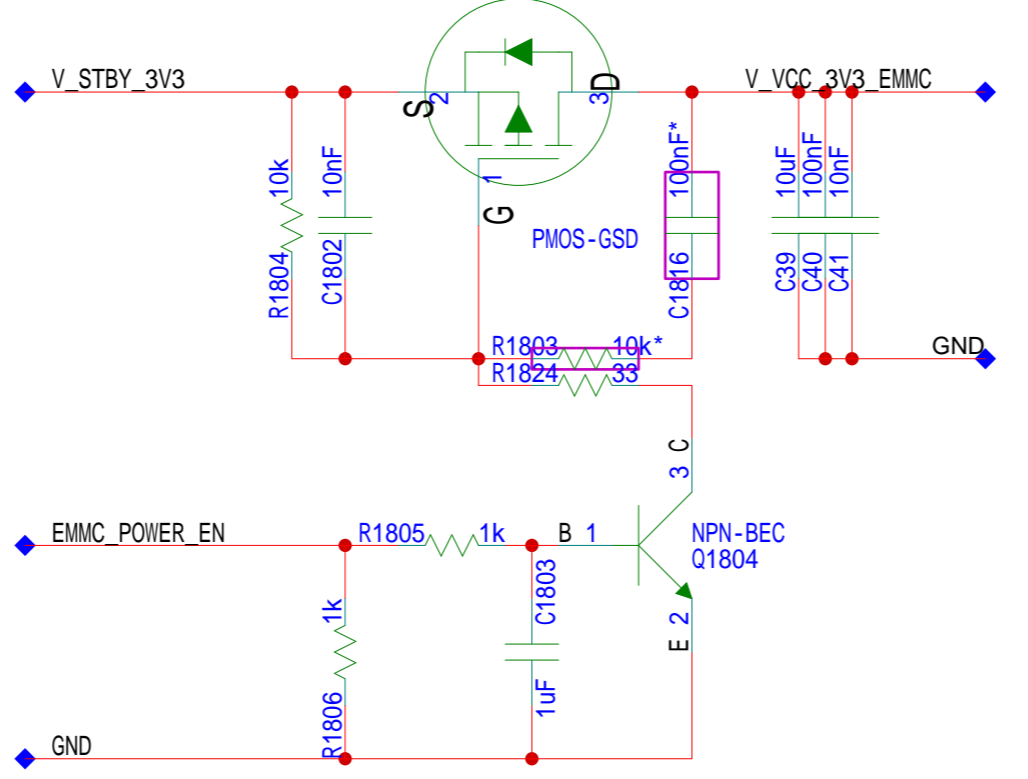 V_STBY_3V3
S
2
3
D
V_VCC_3V3_EMMC
10k
10nF
R1804
C1802
1
G
PMOS-GSD
100nF*
C1816
10uF
100nF
10nF
C39
C40
C41
GND
R1803
10k*
R1824
33
C
3
EMMC_POWER_EN
R1805
1k
B
1
NPN-BEC
Q1804
1k
R1806
C1803
1uF
2
E
GND